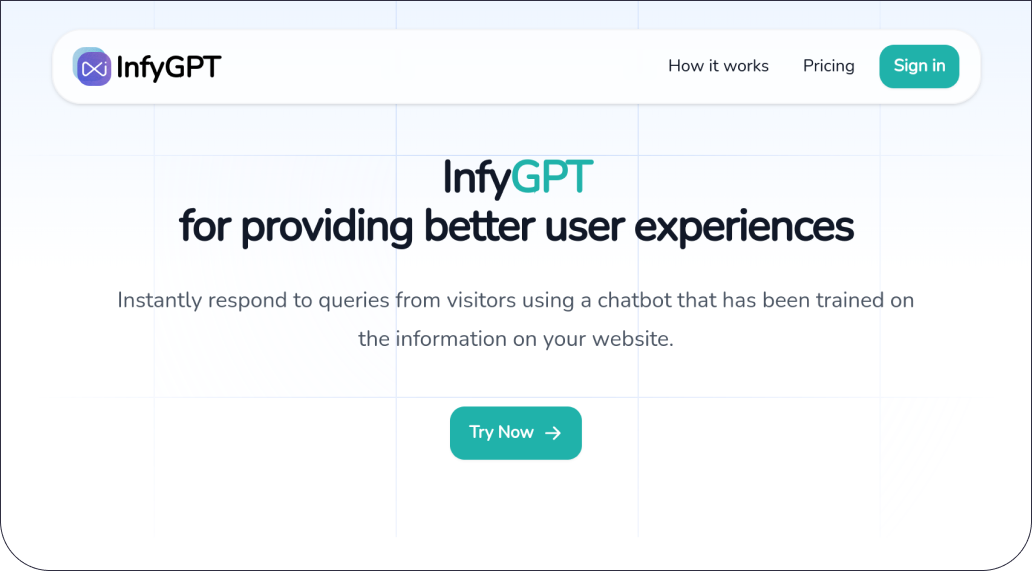 InfyGPT
How it works
Pricing
Sign in
InfyGPT
for providing better user experiences
Instantly respond to queries from visitors using a chatbot that has been trained on
the information on your website.
Try Now →